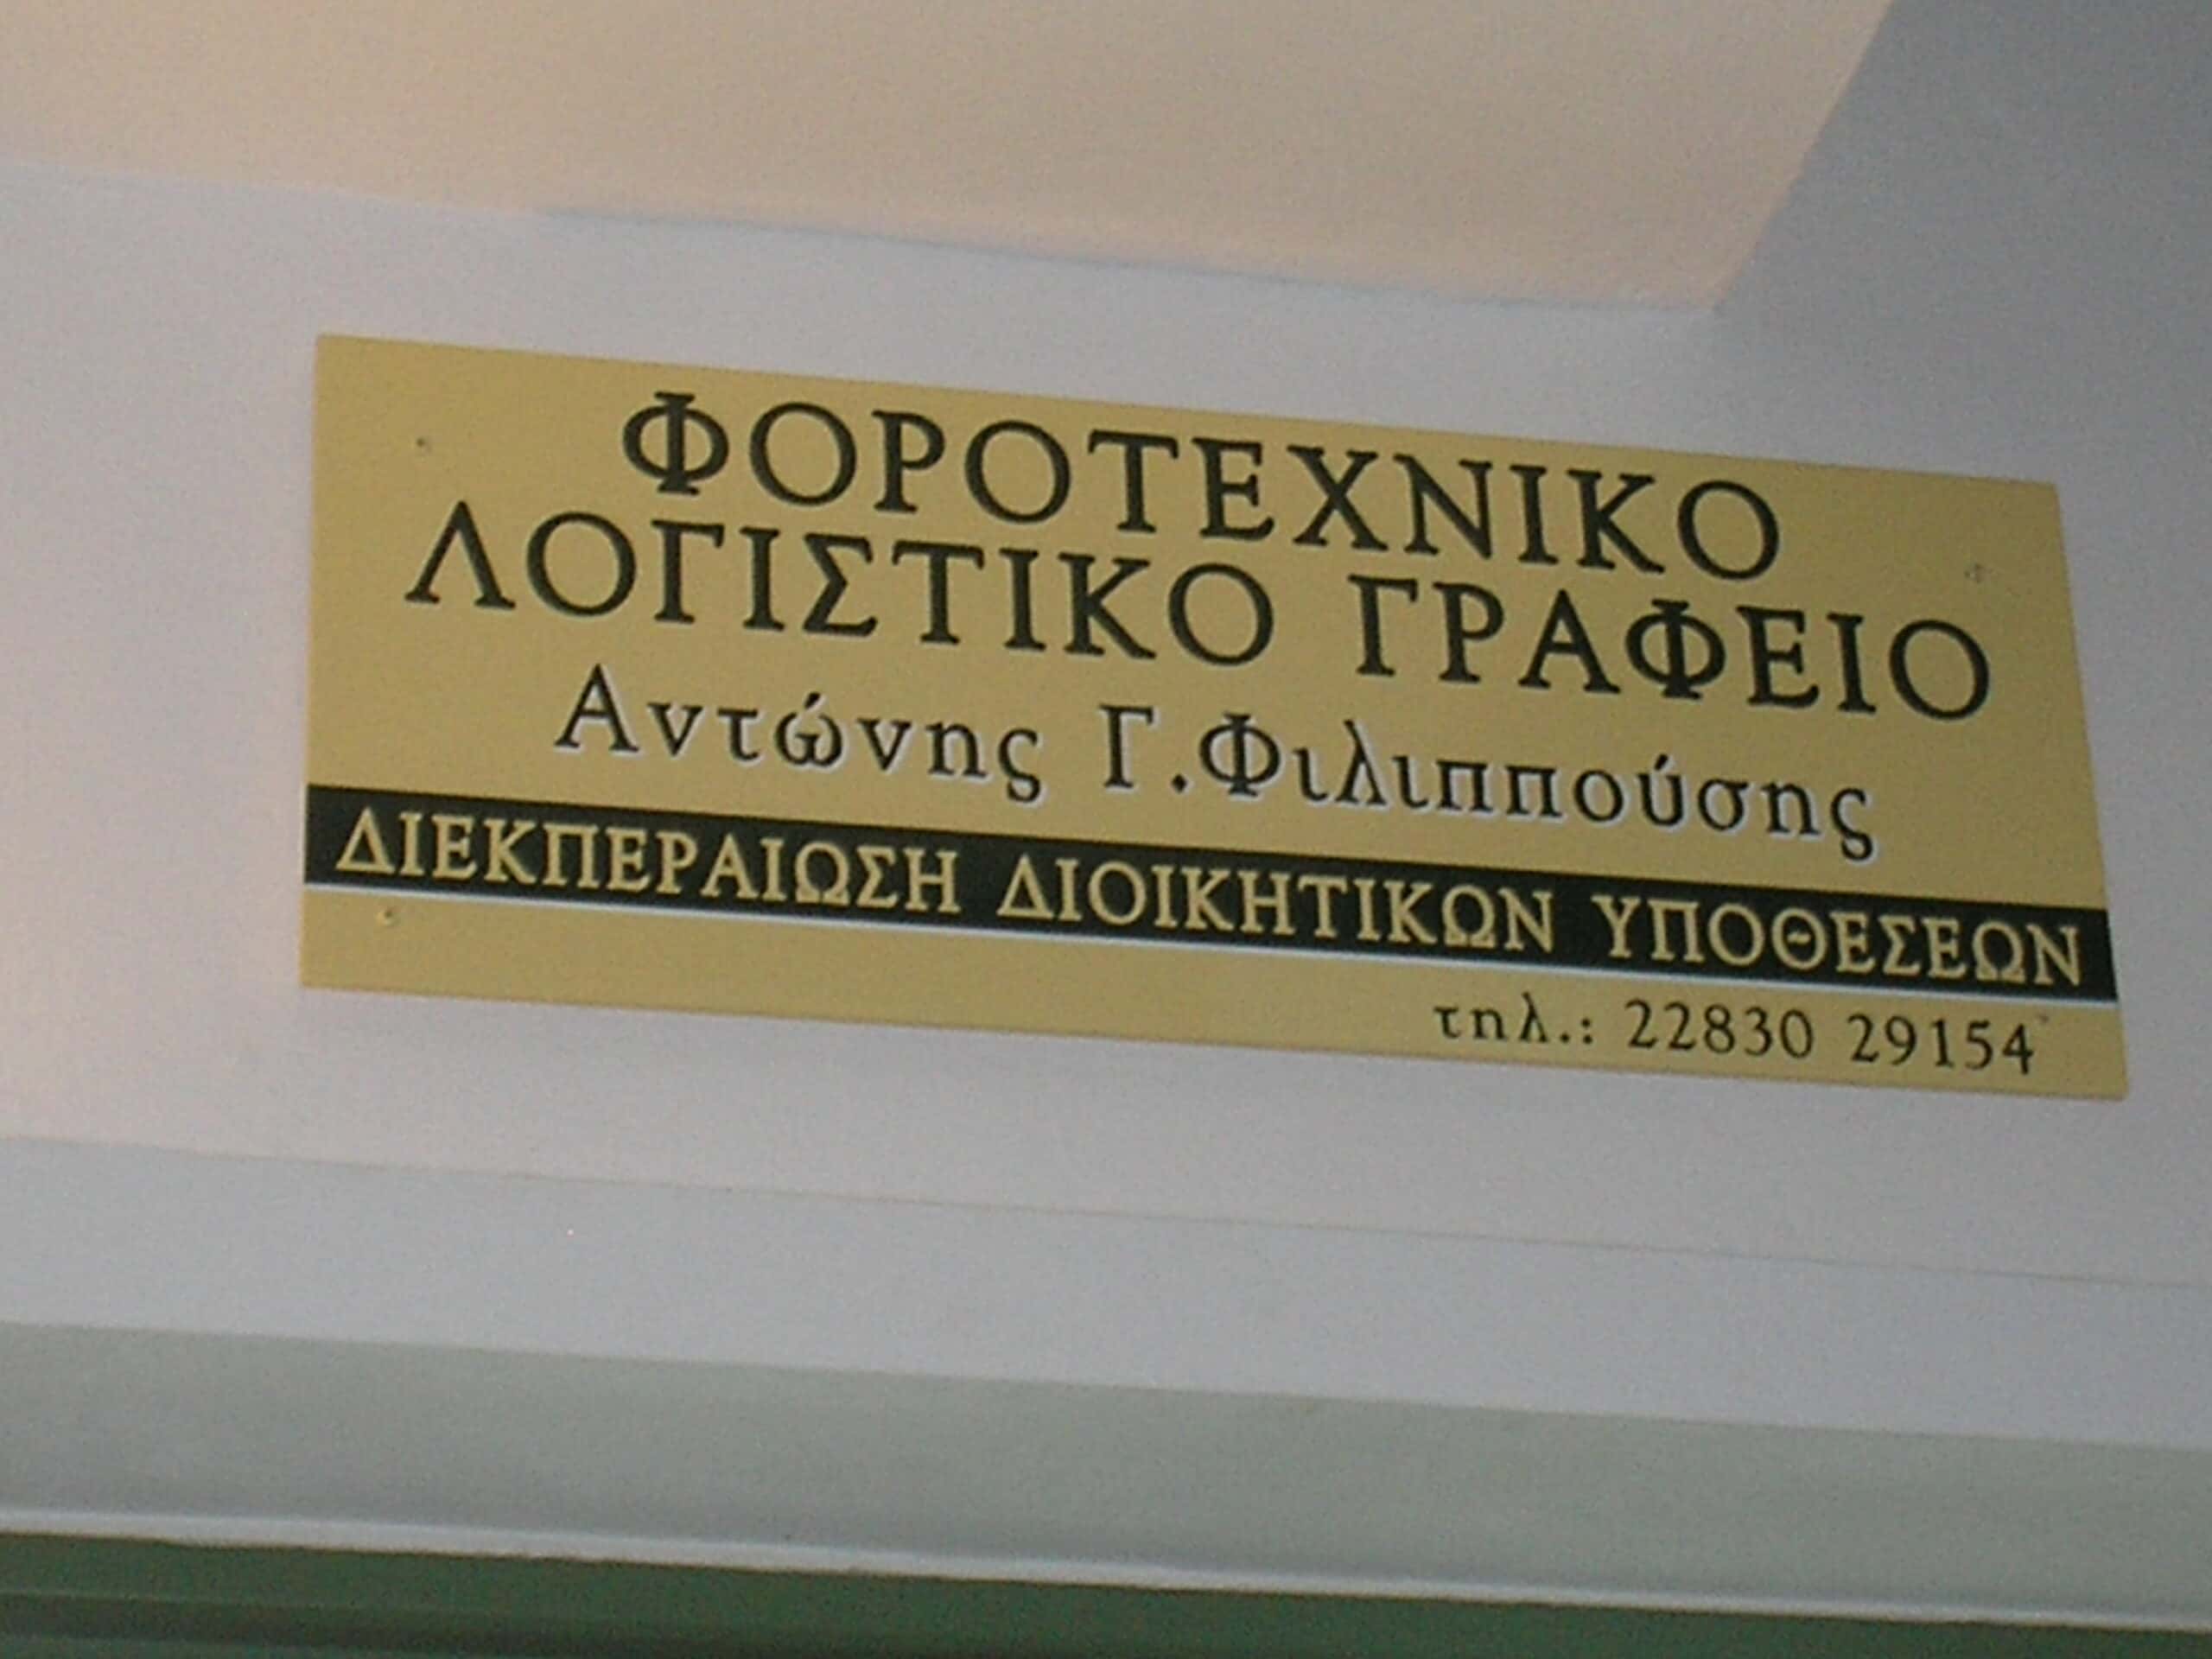 ΦΟΡΟΤΕΧΝΙΚΟ
ΛΟΓΙΣΤΙΚΟ ΓΡΑΦΕΙΟ
Αντώνης Γ.Φιλιππούσης
ΔΙΕΚΠΕΡΑΙΩΣΗ ΔΙΟΙΚΗΤΙΚΩΝ ΥΠΟΘΕΣΕΩΝ
τηλ.: 22830 29154